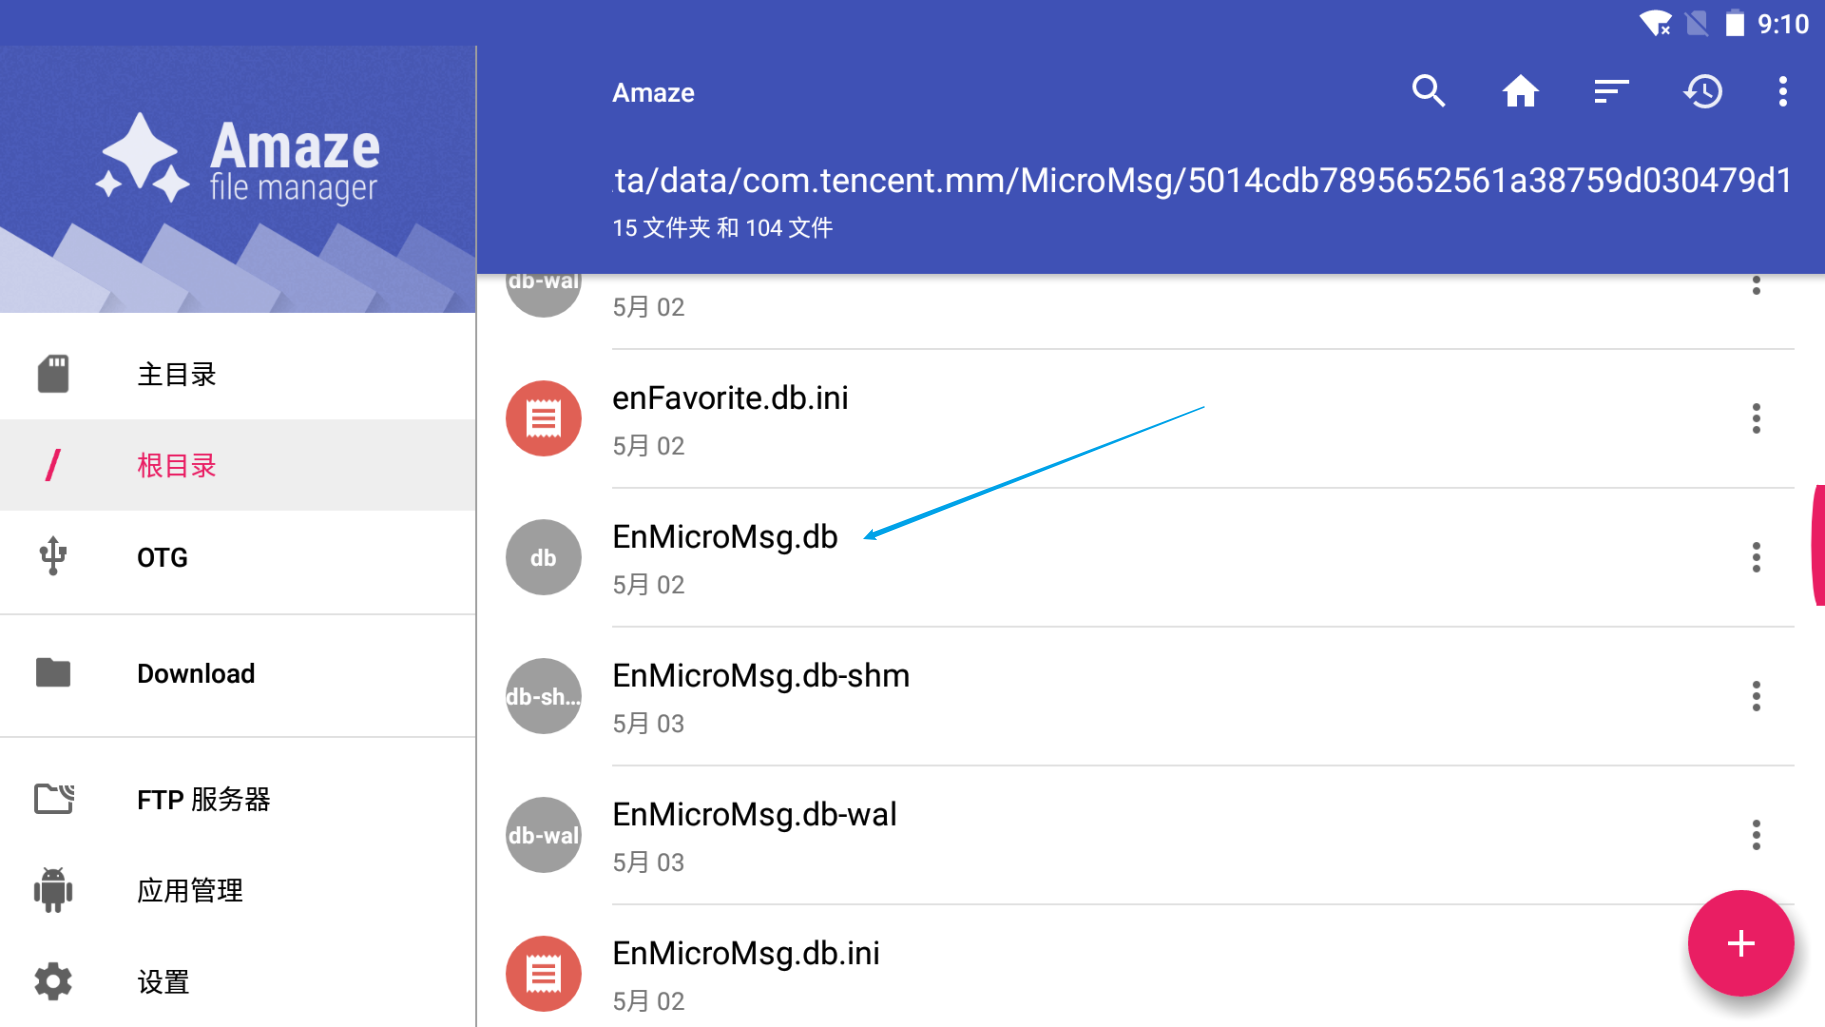 9:10
Amaze
file manager
Amaze
ta/data/com.tencent.mm/MicroMsg/5014cdb7895652561a38759d030479d1
15 文件夹 和 104 文件
主目录
根目录
OTG
Download
FTP 服务器
应用管理
设置
db-wal
5月 02
enFavorite.db.ini
5月 02
db
EnMicroMsg.db
5月 02
db-sh...
EnMicroMsg.db-shm
5月 03
db-wal
EnMicroMsg.db-wal
5月 03
EnMicroMsg.db.ini
5月 02